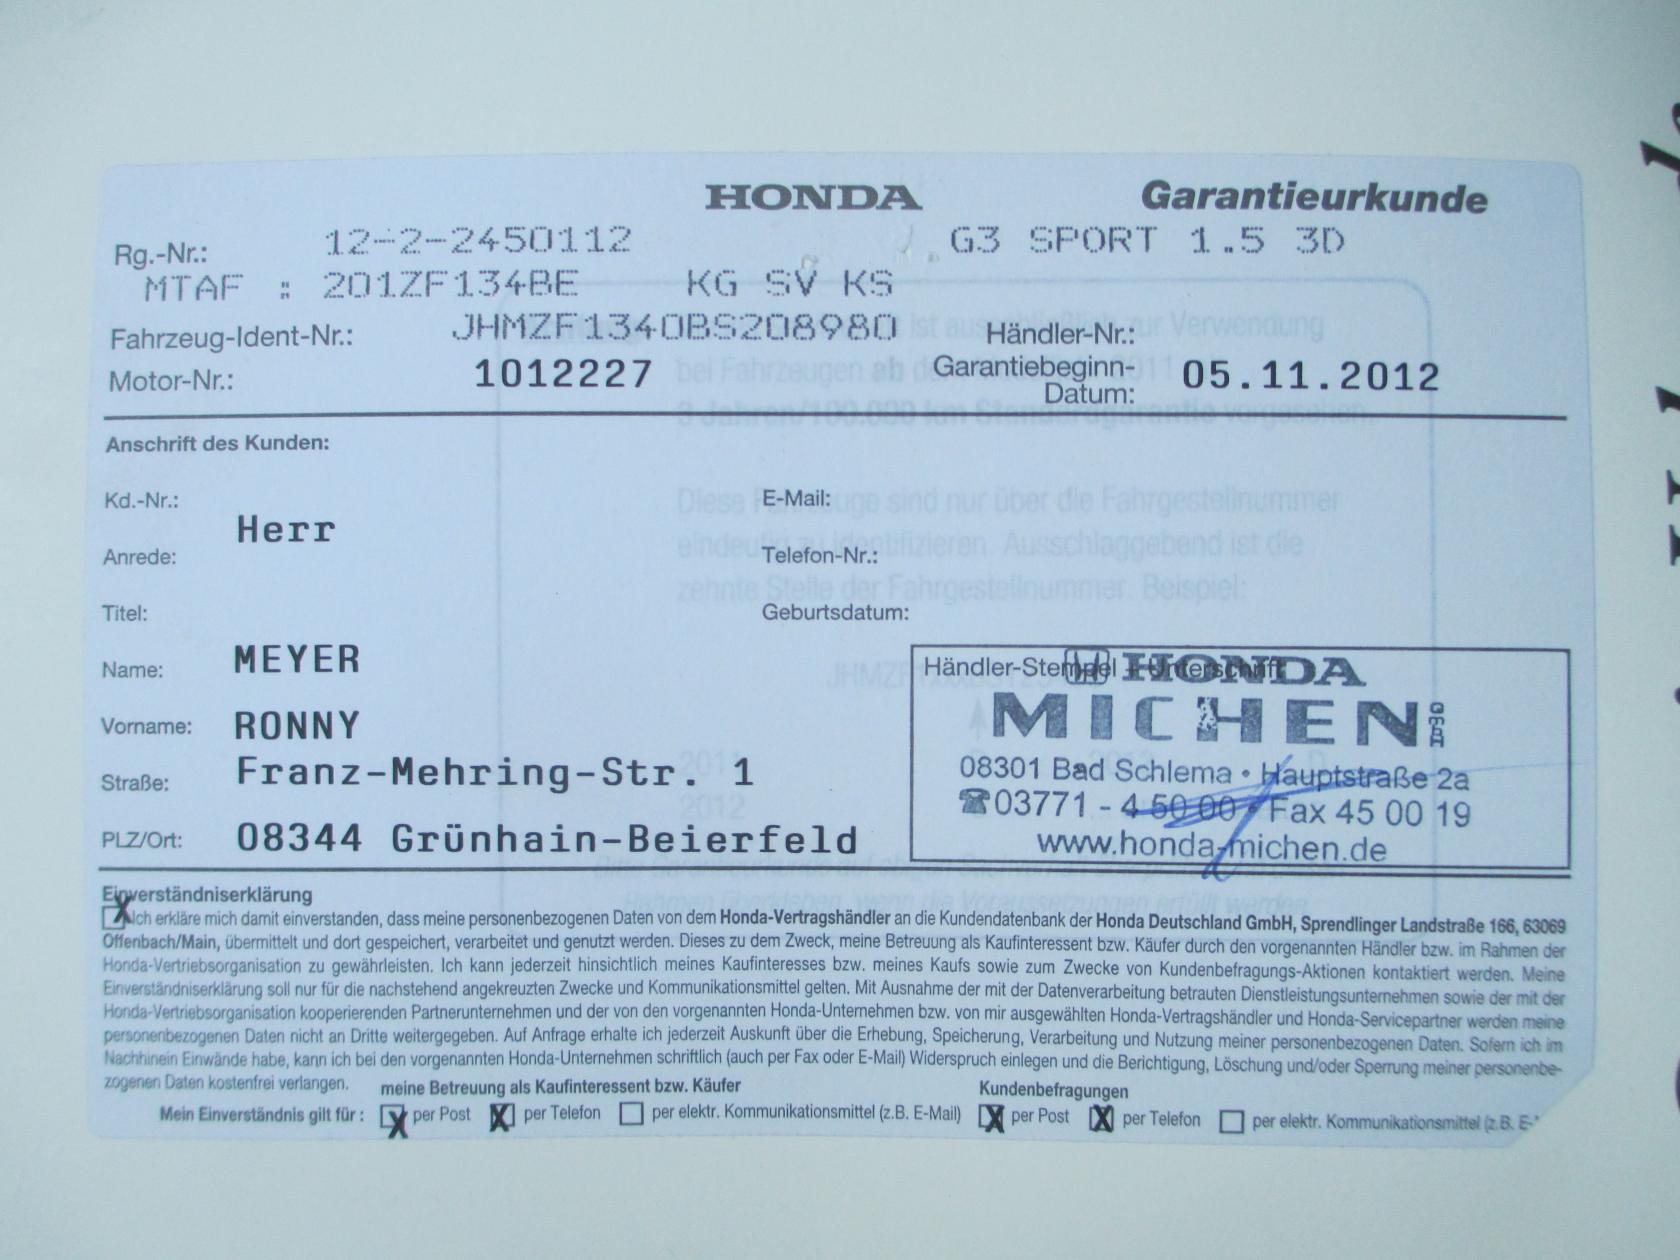 HONDA Garantieurkunde
Rg.-Nr.: 12-2-2450112 G3 SPORT 1.5 3D
MTAF : 201ZF134BE KG SV KS
Fahrzeug-Ident-Nr.: JHMZF1340BS208980 Händler-Nr.:
Motor-Nr.: 1012227 Garantiebeginn-Datum: 05.11.2012
Anschrift des Kunden:
Kd.-Nr.: E-Mail:
Herr
Anrede: Telefon-Nr.:
Titel: Geburtsdatum:
Name: MEYER
Vorname: RONNY
Straße: Franz-Mehring-Str. 1
PLZ/Ort: 08344 Grünhain-Beierfeld
Händler-Stempel + Unterschrift
HONDA
MICHEN GMBH
08301 Bad Schlema • Hauptstraße 2a
☎ 03771 - 4 50 00 • Fax 45 00 19
www.honda-michen.de
Einverständniserklärung
Ich erkläre mich damit einverstanden, dass meine personenbezogenen Daten von dem Honda-Vertragshändler an die Kundendatenbank der Honda Deutschland GmbH, Sprendlinger Landstraße 166, 63069
Offenbach/Main, übermittelt und dort gespeichert, verarbeitet und genutzt werden. Dieses zu dem Zweck, meine Betreuung als Kaufinteressent bzw. Käufer durch den vorgenannten Händler bzw. im Rahmen der
Honda-Vertriebsorganisation zu gewährleisten. Ich kann jederzeit hinsichtlich meines Kaufinteresses bzw. meines Kaufs sowie zum Zwecke von Kundenbefragungs-Aktionen kontaktiert werden. Meine
Einverständniserklärung soll nur für die nachstehend angekreuzten Zwecke und Kommunikationsmittel gelten. Mit Ausnahme der mit der Datenverarbeitung betrauten Dienstleistungsunternehmen sowie der mit der
Honda-Vertriebsorganisation kooperierenden Partnerunternehmen und der von den vorgenannten Honda-Unternehmen bzw. von mir ausgewählten Honda-Vertragshändler und Honda-Servicepartner werden meine
personenbezogenen Daten nicht an Dritte weitergegeben. Auf Anfrage erhalte ich jederzeit Auskunft über die Erhebung, Speicherung, Verarbeitung und Nutzung meiner personenbezogenen Daten. Sofern ich im
Nachhinein Einwände habe, kann ich bei den vorgenannten Honda-Unternehmen schriftlich (auch per Fax oder E-Mail) Widerspruch einlegen und die Berichtigung, Löschung und/oder Sperrung meiner personenbe-
zogenen Daten kostenfrei verlangen. meine Betreuung als Kaufinteressent bzw. Käufer Kundenbefragungen
Mein Einverständnis gilt für : X per Post X per Telefon per elektr. Kommunikationsmittel (z.B. E-Mail) X per Post X per Telefon per elektr. Kommunikationsmittel (z.B. E-